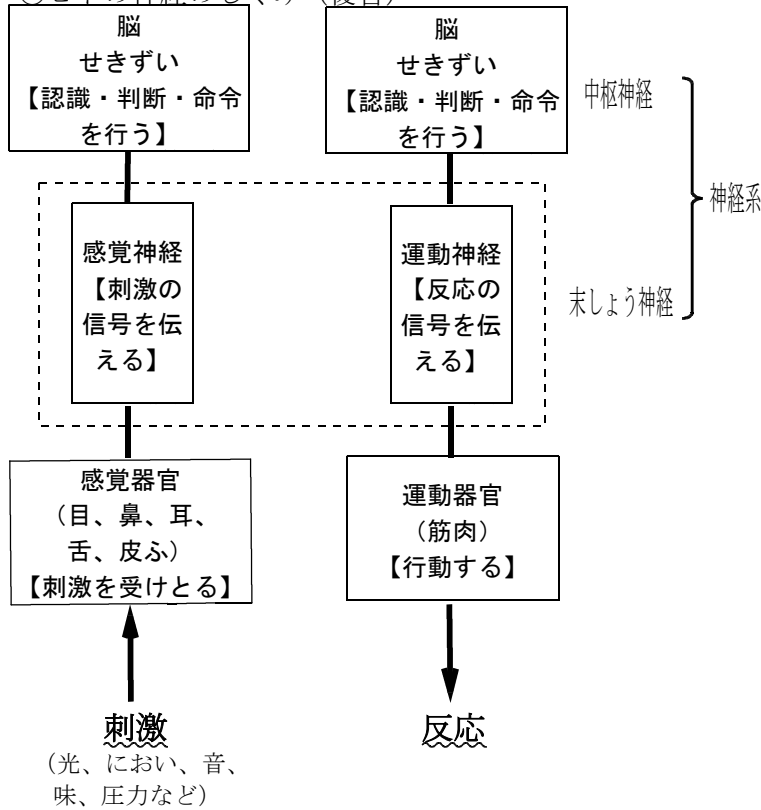 脳
せきずい
【認識・判断・命令
を行う】
脳
せきずい
【認識・判断・命令
を行う】
中枢神経
神経系
感覚神経
【刺激の
信号を伝
える】
運動神経
【反応の
信号を伝
える】
末しょう神経
感覚器官
（目、鼻、耳、
舌、皮ふ）
【刺激を受けとる】
運動器官
（筋肉）
【行動する】
刺激
（光、におい、音、
味、圧力など）
反応